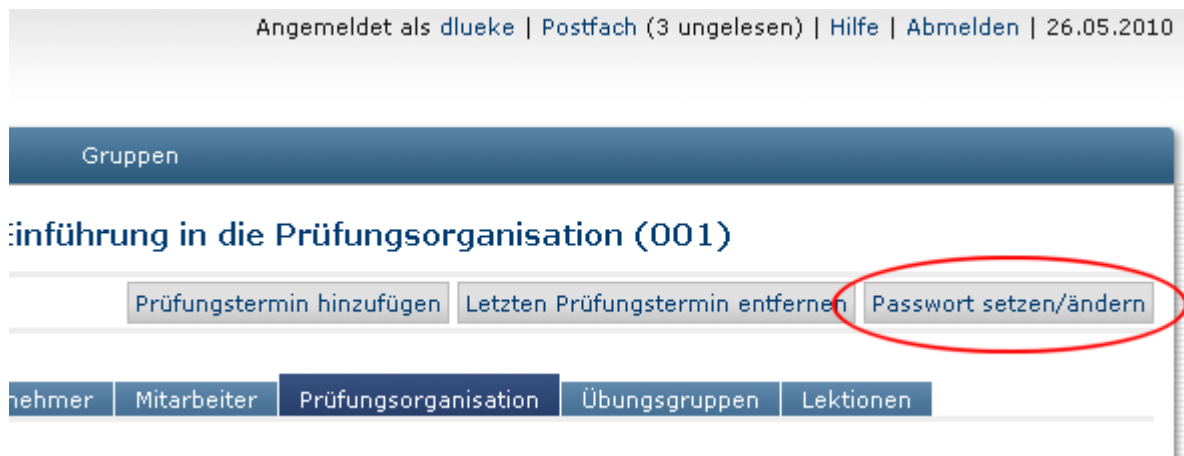 Angemeldet als dlueke | Postfach (3 ungelesen) | Hilfe | Abmelden | 26.05.2010
Gruppen
Einführung in die Prüfungsorganisation (001)
Prüfungstermin hinzufügen Letzten Prüfungstermin entfernen Passwort setzen/ändern
nehmer Mitarbeiter Prüfungsorganisation Übungsgruppen Lektionen